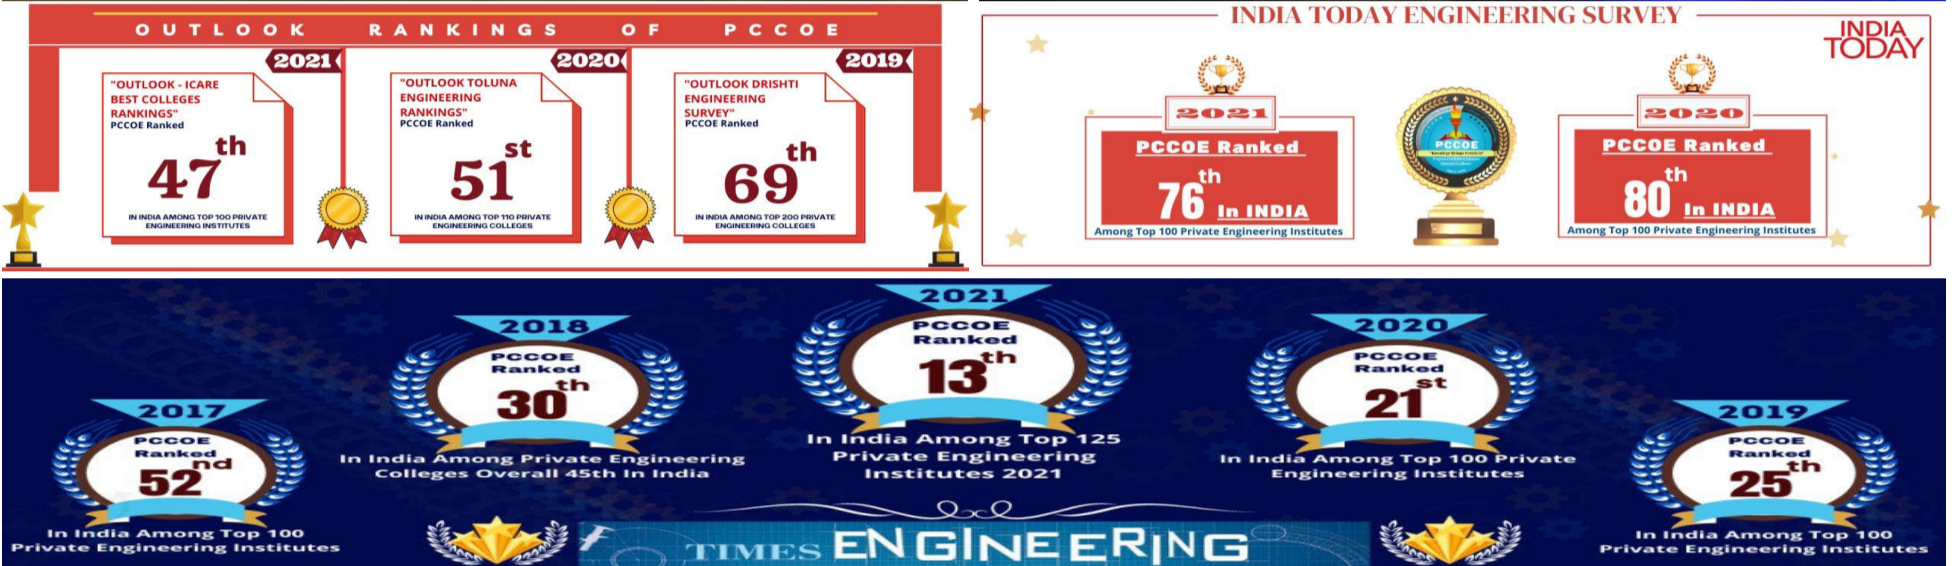 OUTLOOK RANKINGS OF PCCOE
2021
"OUTLOOK - ICARE
BEST COLLEGES
RANKINGS"
PCCOE Ranked
47th
IN INDIA AMONG TOP 100 PRIVATE
ENGINEERING INSTITUTES
2020
"OUTLOOK TOLUNA
ENGINEERING
RANKINGS"
PCCOE Ranked
51st
IN INDIA AMONG TOP 110 PRIVATE
ENGINEERING COLLEGES
2019
"OUTLOOK DRISHTI
ENGINEERING
SURVEY"
PCCOE Ranked
69th
IN INDIA AMONG TOP 200 PRIVATE
ENGINEERING COLLEGES
INDIA TODAY ENGINEERING SURVEY
INDIA
TODAY
2021
PCCOE Ranked
76th In INDIA
Among Top 100 Private Engineering Institutes
PCCOE
2020
PCCOE Ranked
80th In INDIA
Among Top 100 Private Engineering Institutes
2017
PCCOE
Ranked
52nd
In India Among Top 100
Private Engineering Institutes
2018
PCCOE
Ranked
30th
In India Among Private Engineering
Colleges Overall 45th In India
2021
PCCOE
Ranked
13th
In India Among Top 125
Private Engineering
Institutes 2021
2020
PCCOE
Ranked
21st
In India Among Top 100 Private
Engineering Institutes
2019
PCCOE
Ranked
25th
In India Among Top 100
Private Engineering Institutes
TIMES ENGINEERING